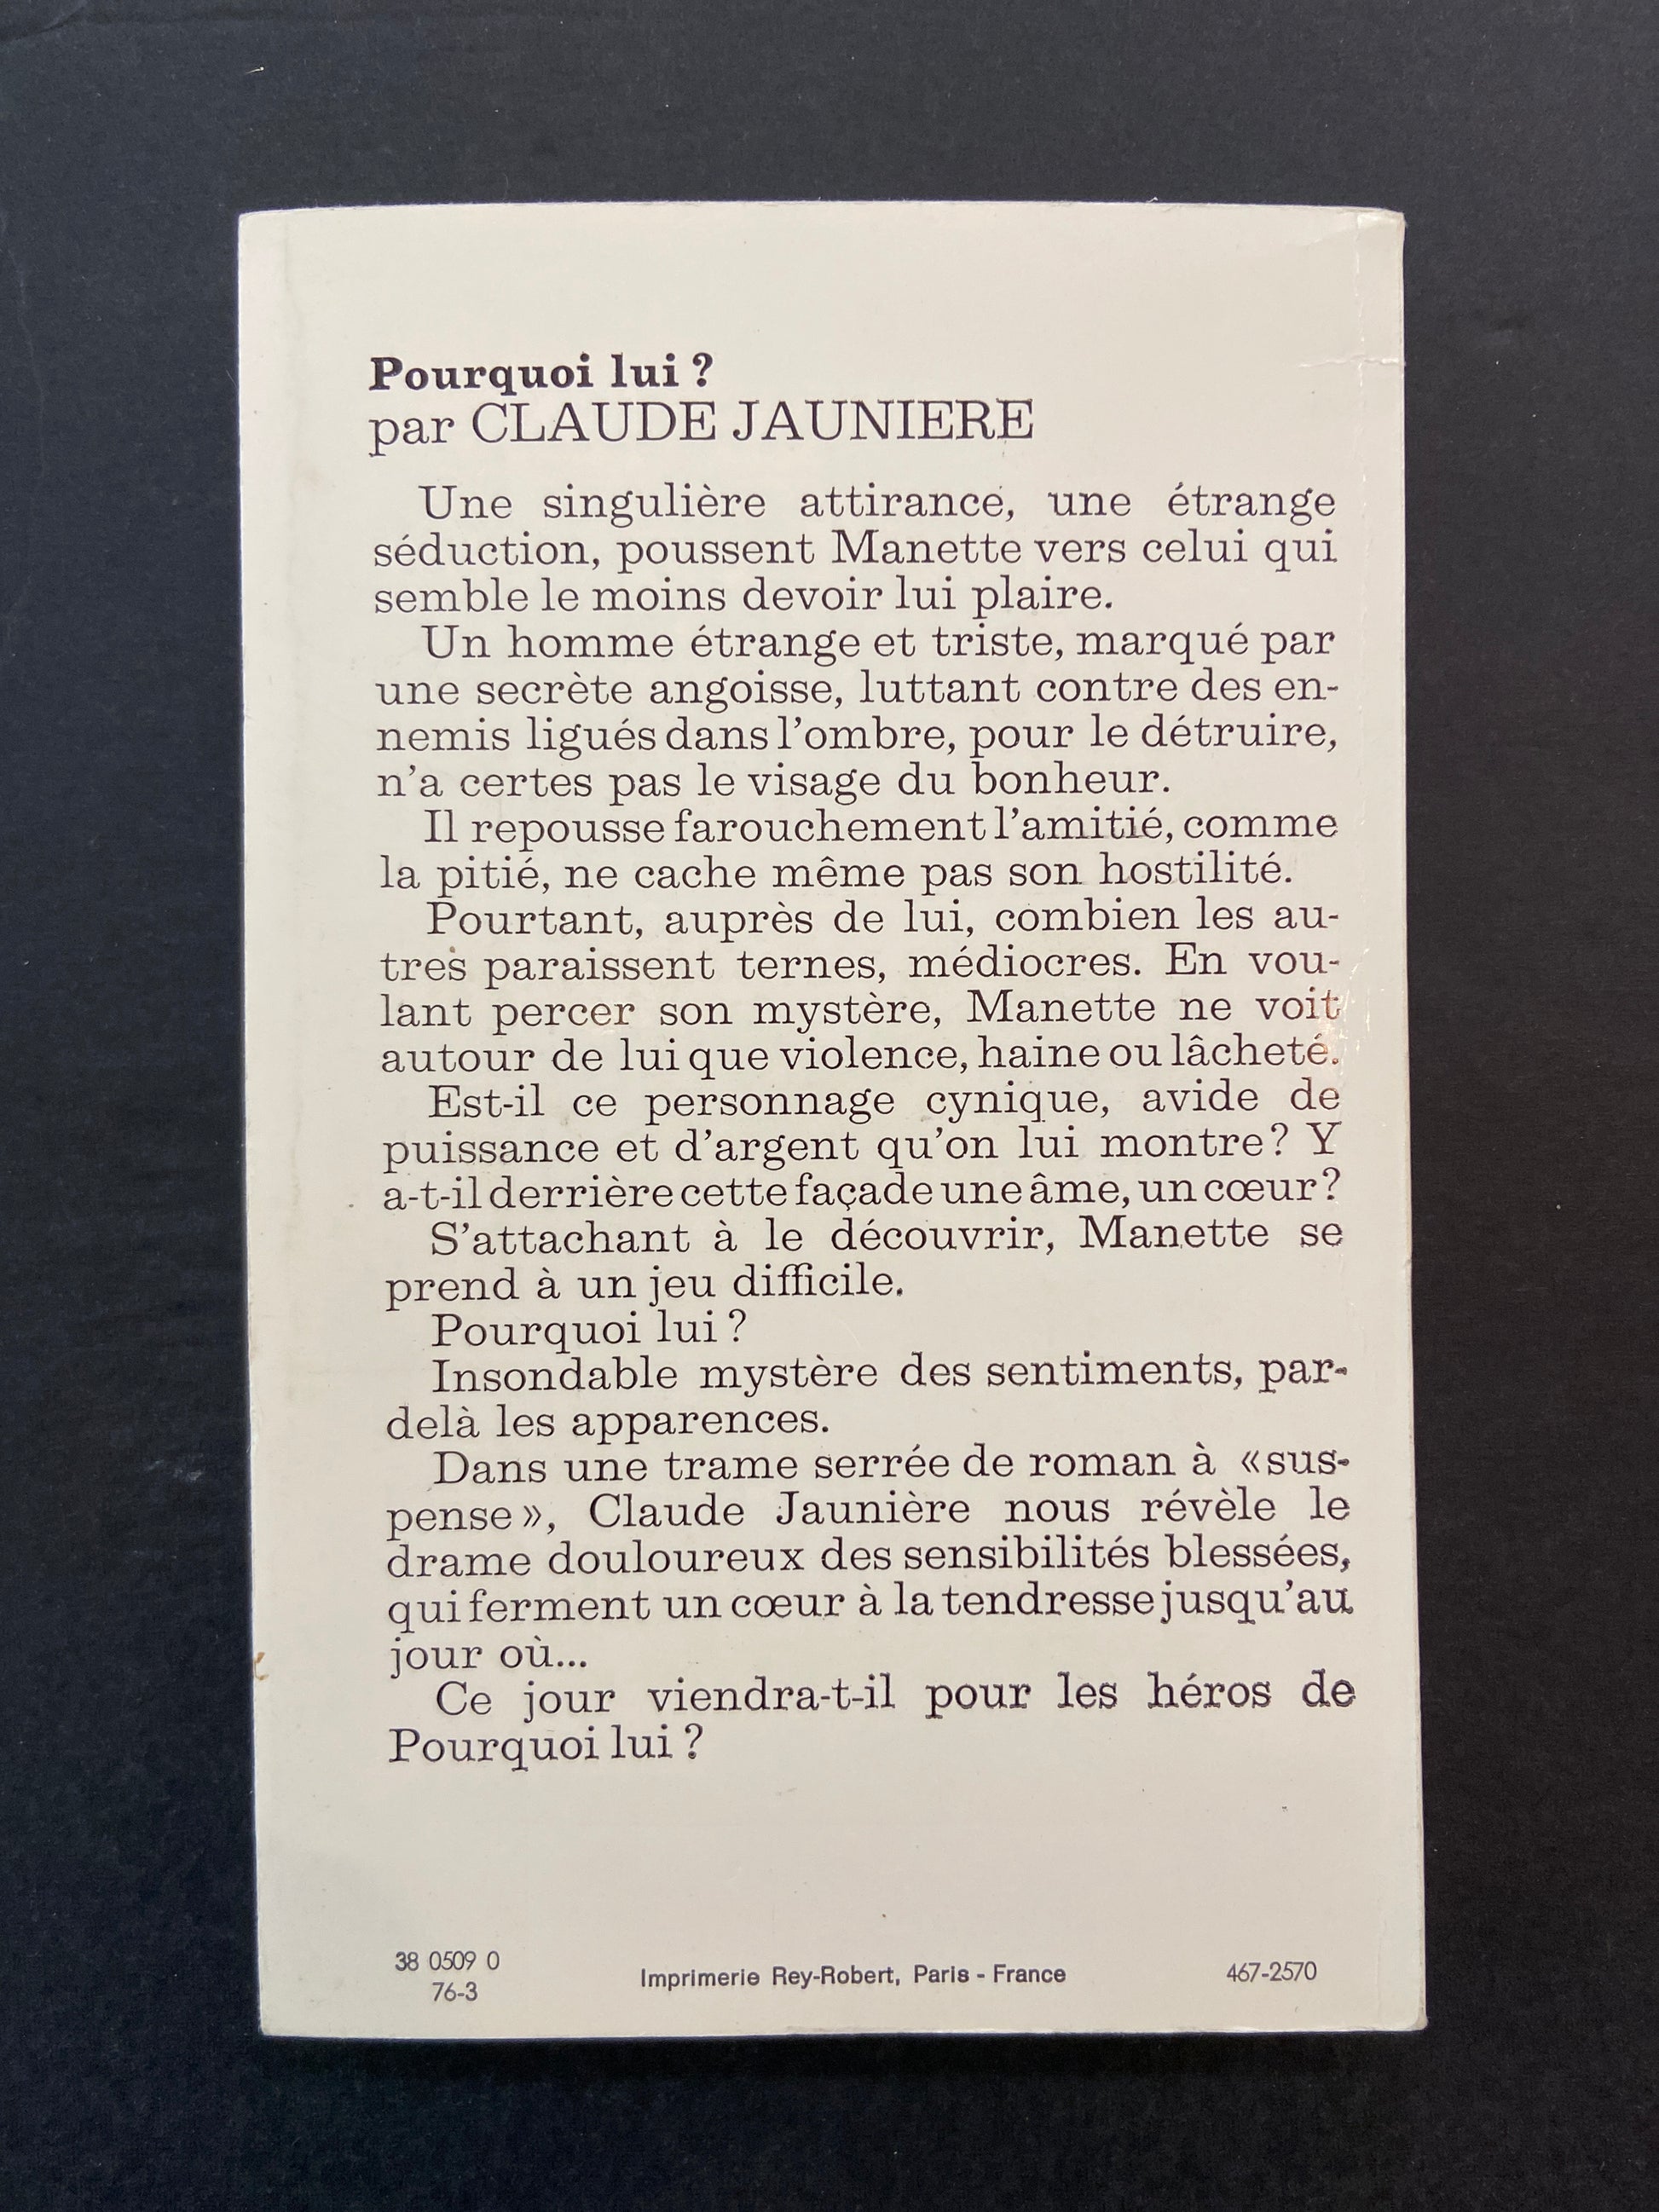 Pourquoi lui ?
par CLAUDE JAUNIERE
Une singulière attirance, une étrange
séduction, poussent Manette vers celui qui
semble le moins devoir lui plaire.
Un homme étrange et triste, marqué par
une secrète angoisse, luttant contre des en-
nemis ligués dans l'ombre, pour le détruire,
n'a certes pas le visage du bonheur.
Il repousse farouchement l'amitié, comme
la pitié, ne cache même pas son hostilité.
Pourtant, auprès de lui, combien les au-
tres paraissent ternes, médiocres. En vou-
lant percer son mystère, Manette ne voit
autour de lui que violence, haine ou lâcheté.
Est-il ce personnage cynique, avide de
puissance et d'argent qu'on lui montre ? Y
a-t-il derrière cette façade une âme, un cœur ?
S'attachant à le découvrir, Manette se
prend à un jeu difficile.
Pourquoi lui ?
Insondable mystère des sentiments, par-
delà les apparences.
Dans une trame serrée de roman à « sus-
pense », Claude Jaunière nous révèle le
drame douloureux des sensibilités blessées,
qui ferment un cœur à la tendresse jusqu'au
jour où...
Ce jour viendra-t-il pour les héros de
Pourquoi lui ?
38 0509 0
76-3
Imprimerie Rey-Robert, Paris - France
467-2570